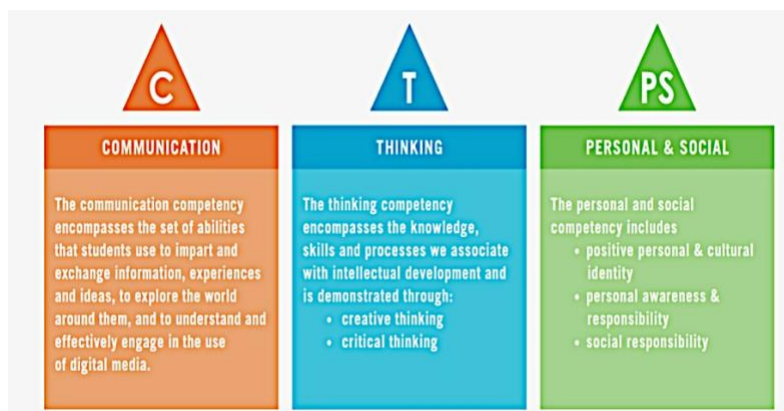 C
COMMUNICATION
The communication competency
encompasses the set of abilities
that students use to impart and
exchange information, experiences
and ideas, to explore the world
around them, and to understand and
effectively engage in the use
of digital media.
T
THINKING
The thinking competency
encompasses the knowledge,
skills and processes we associate
with intellectual development and
is demonstrated through:
• creative thinking
• critical thinking
PS
PERSONAL & SOCIAL
The personal and social
competency includes
• positive personal & cultural
identity
• personal awareness &
responsibility
• social responsibility